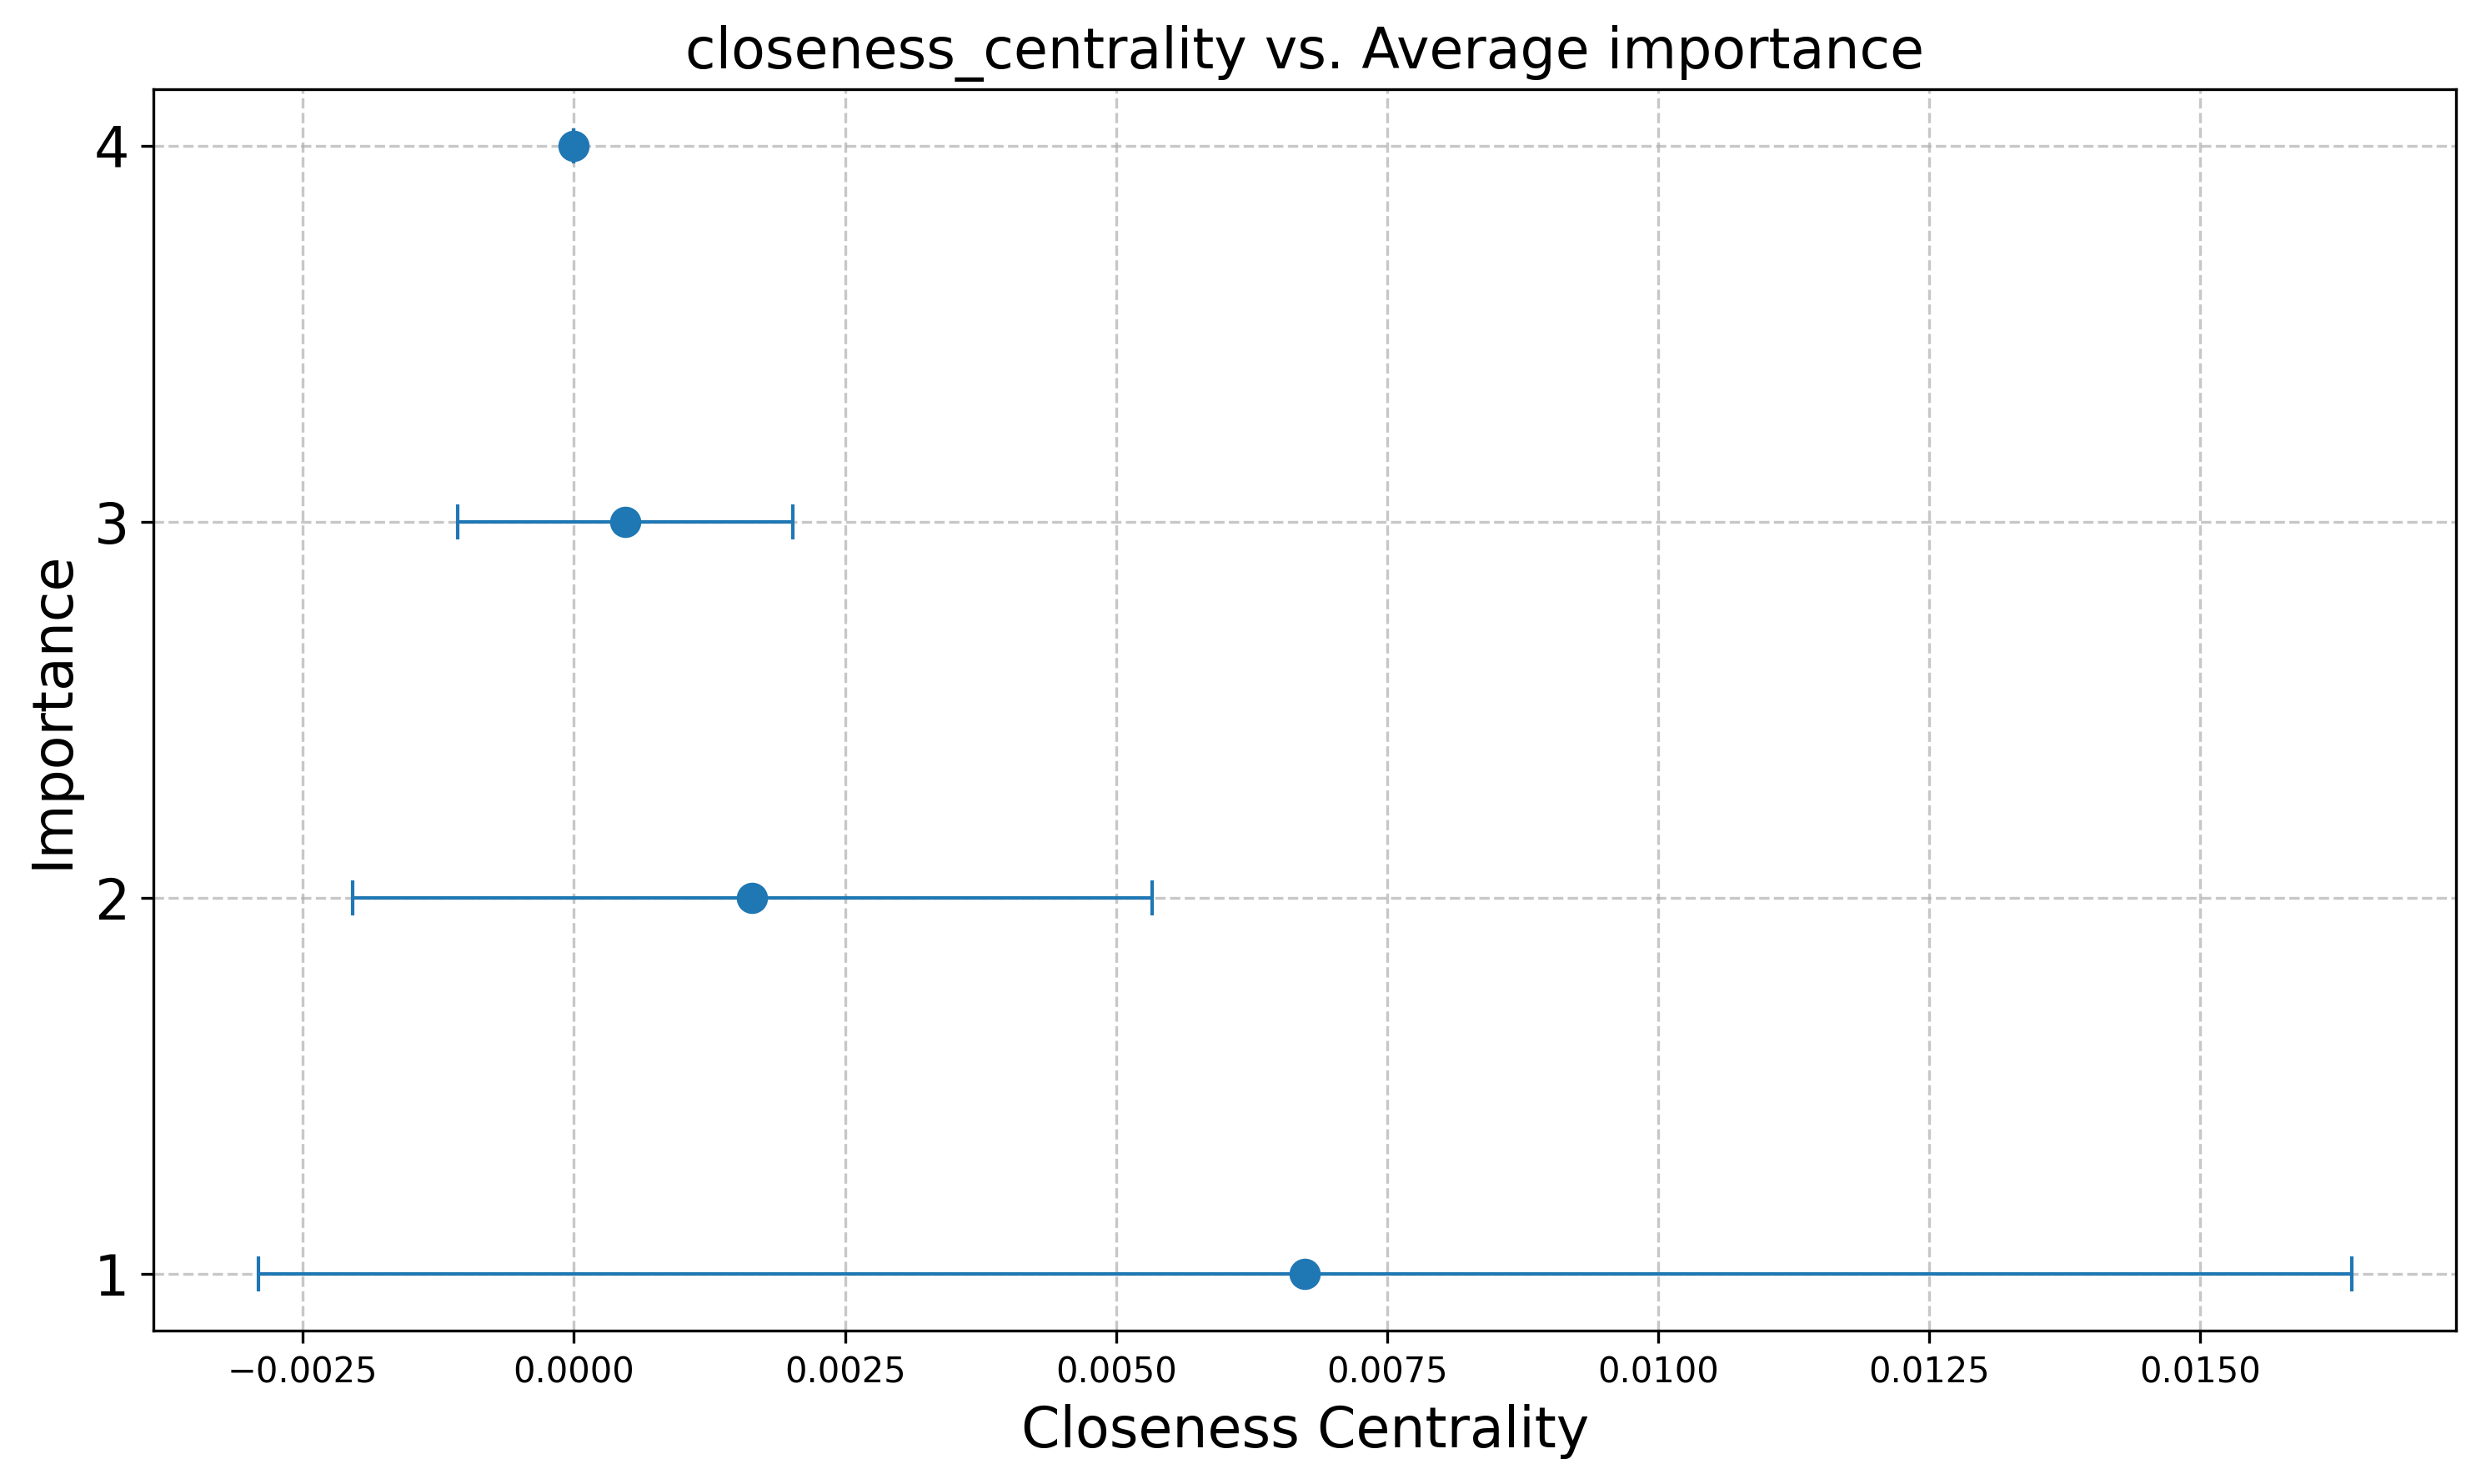 closeness_centrality vs. Average importance
4
3
2
1
Importance
−0.0025 0.0000 0.0025 0.0050 0.0075 0.0100 0.0125 0.0150
Closeness Centrality